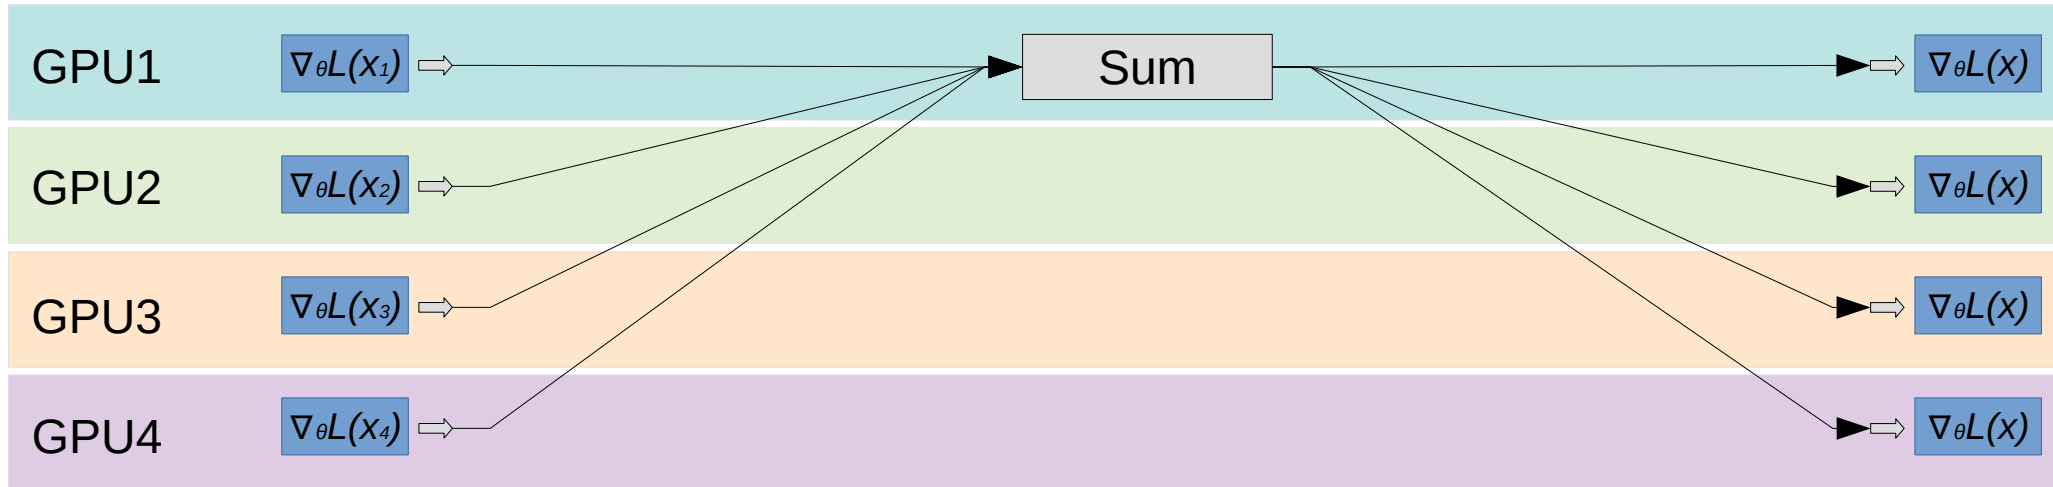 GPU1 ∇θL(x1) Sum ∇θL(x)
GPU2 ∇θL(x2) ∇θL(x)
GPU3 ∇θL(x3) ∇θL(x)
GPU4 ∇θL(x4) ∇θL(x)